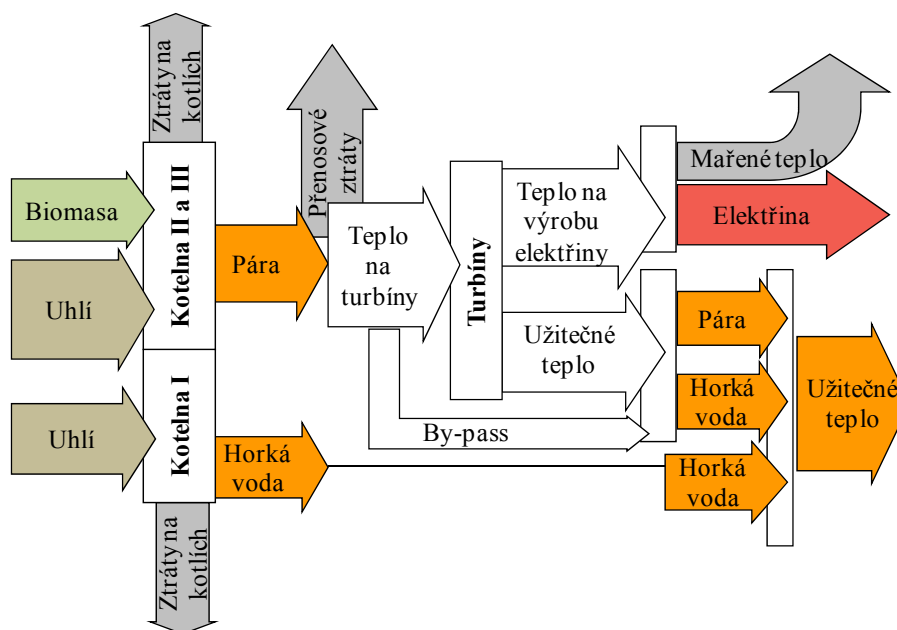 Ztráty na
kotlích
Biomasa
Uhlí
Uhlí
Kotelna II a III
Kotelna I
Ztráty na
kotlích
Pára
Horká
voda
Přenosové
ztráty
Teplo
na
turbíny
By-pass
Turbíny
Teplo na
výrobu
elektřiny
Užitečné
teplo
Mařené teplo
Elektřina
Pára
Horká
voda
Horká
voda
Užitečné
teplo